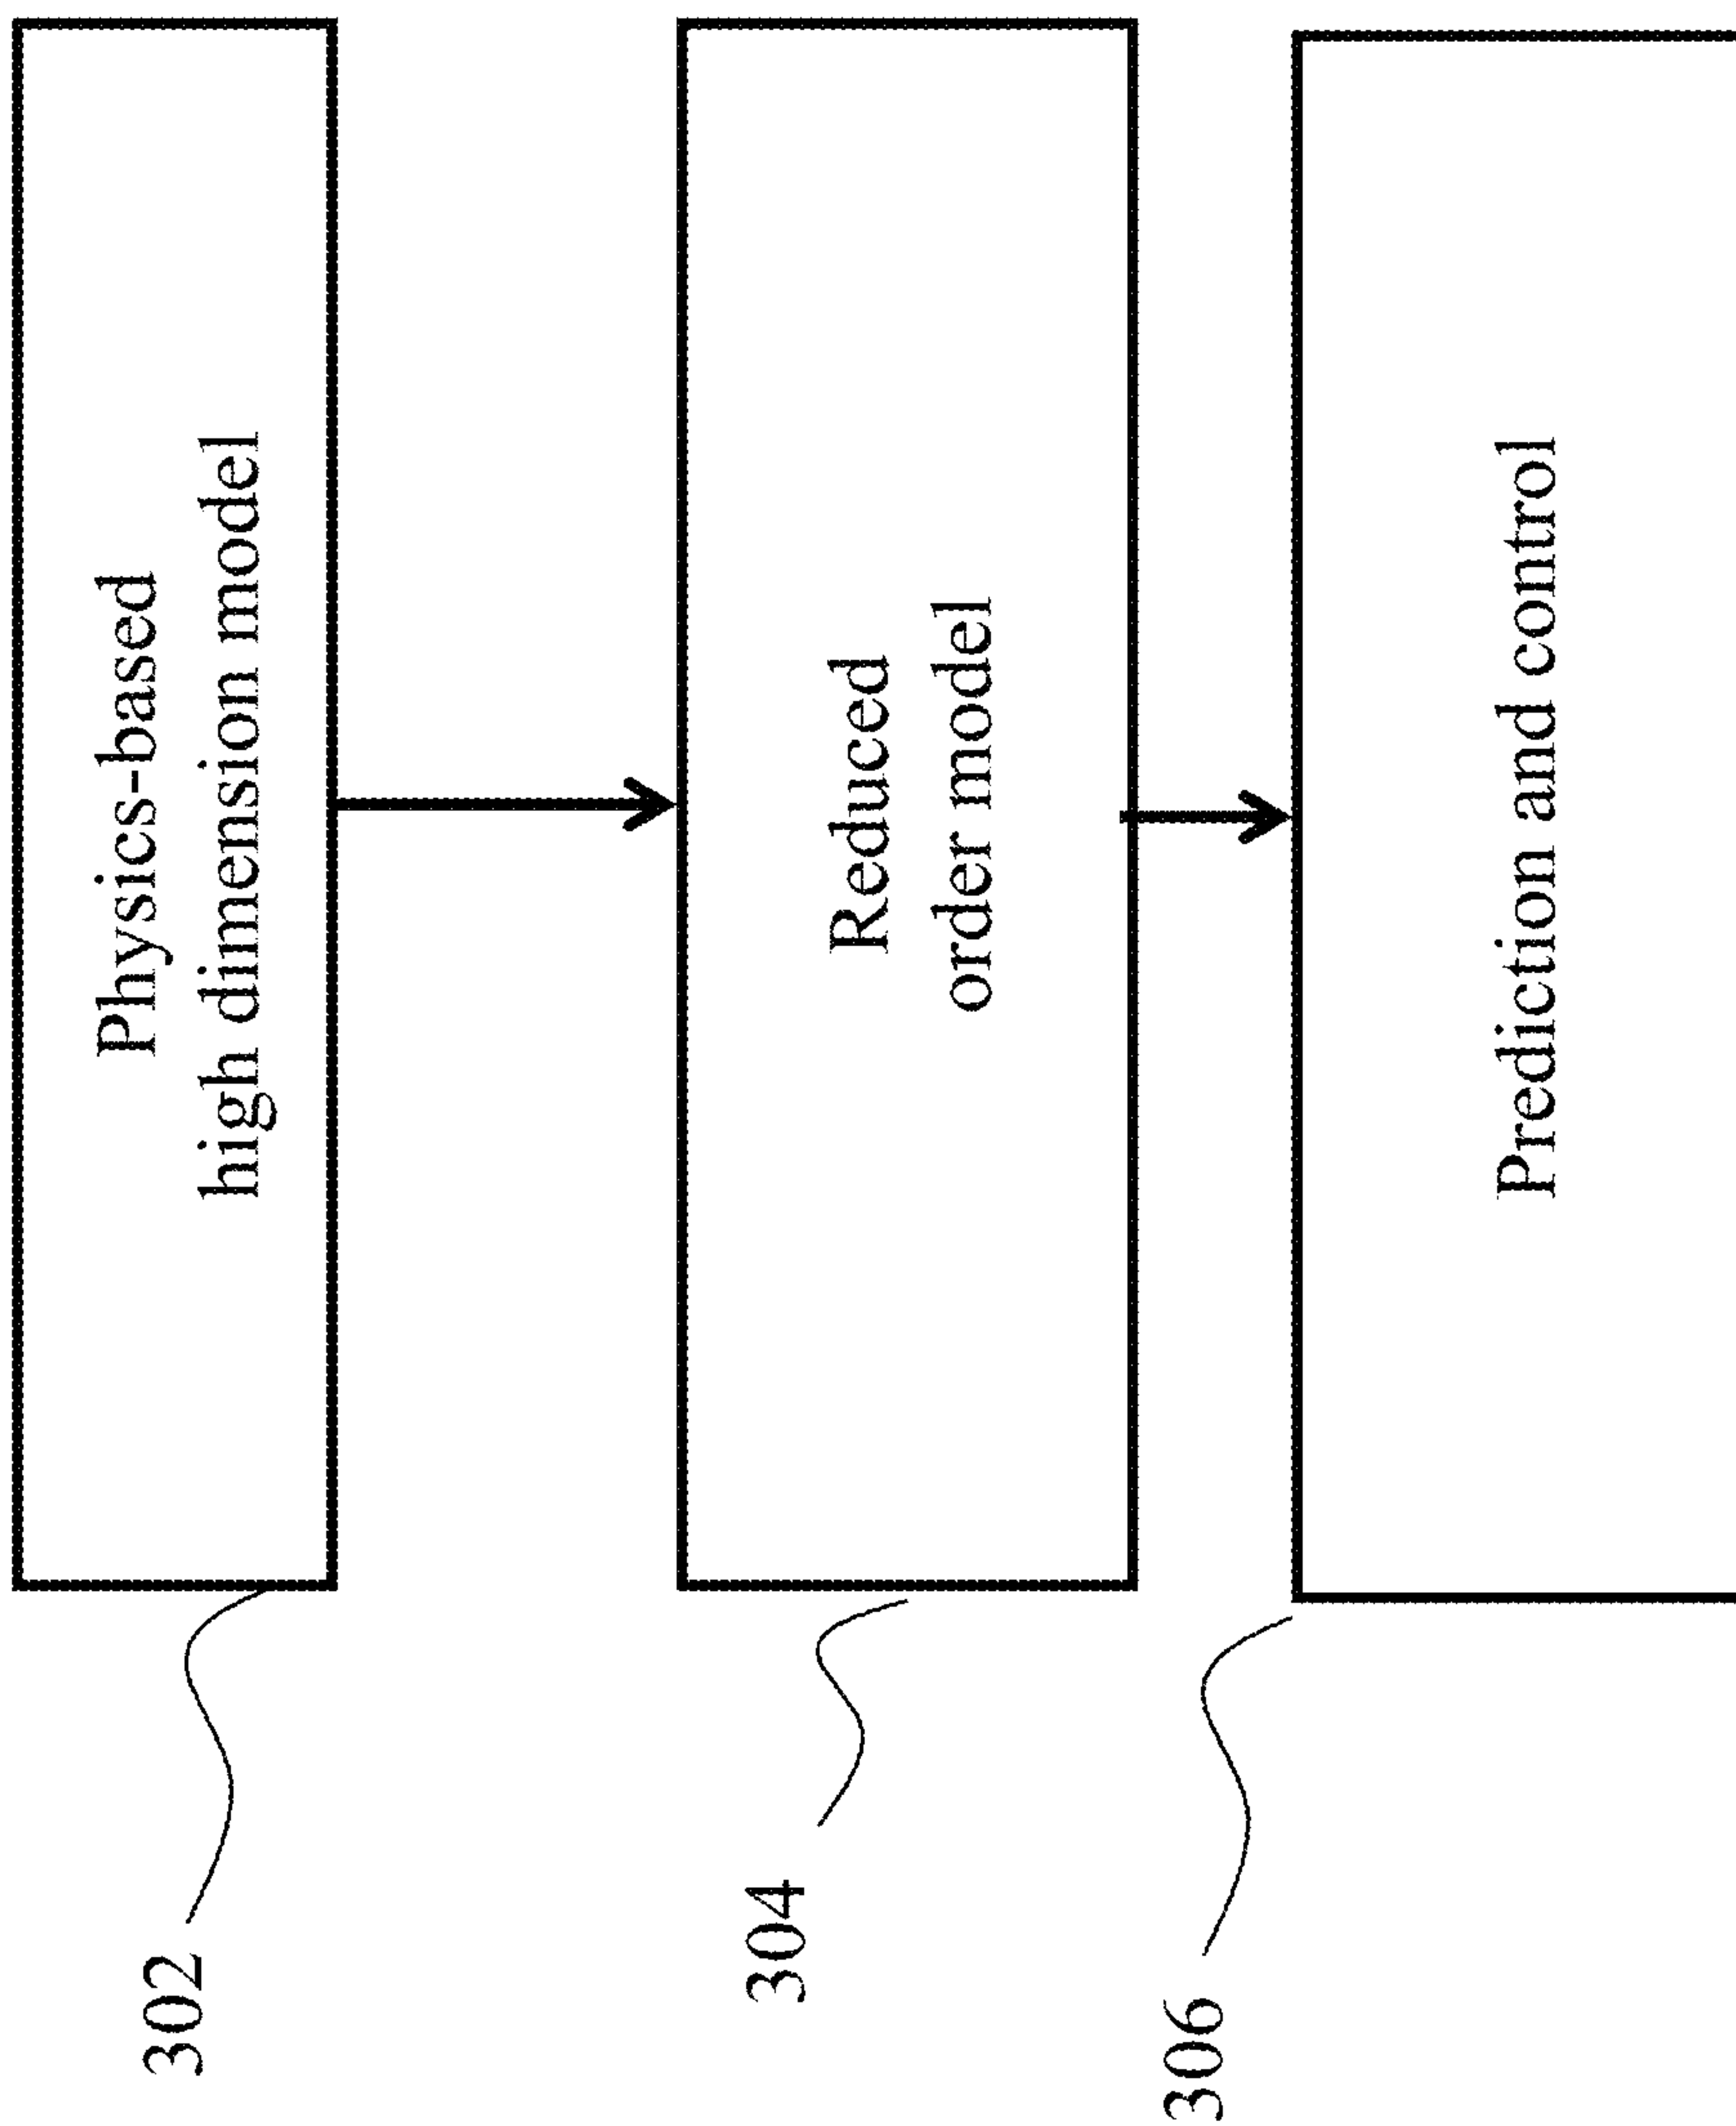 302
Physics-based
high dimension model
304
Reduced
order model
306
Prediction and control